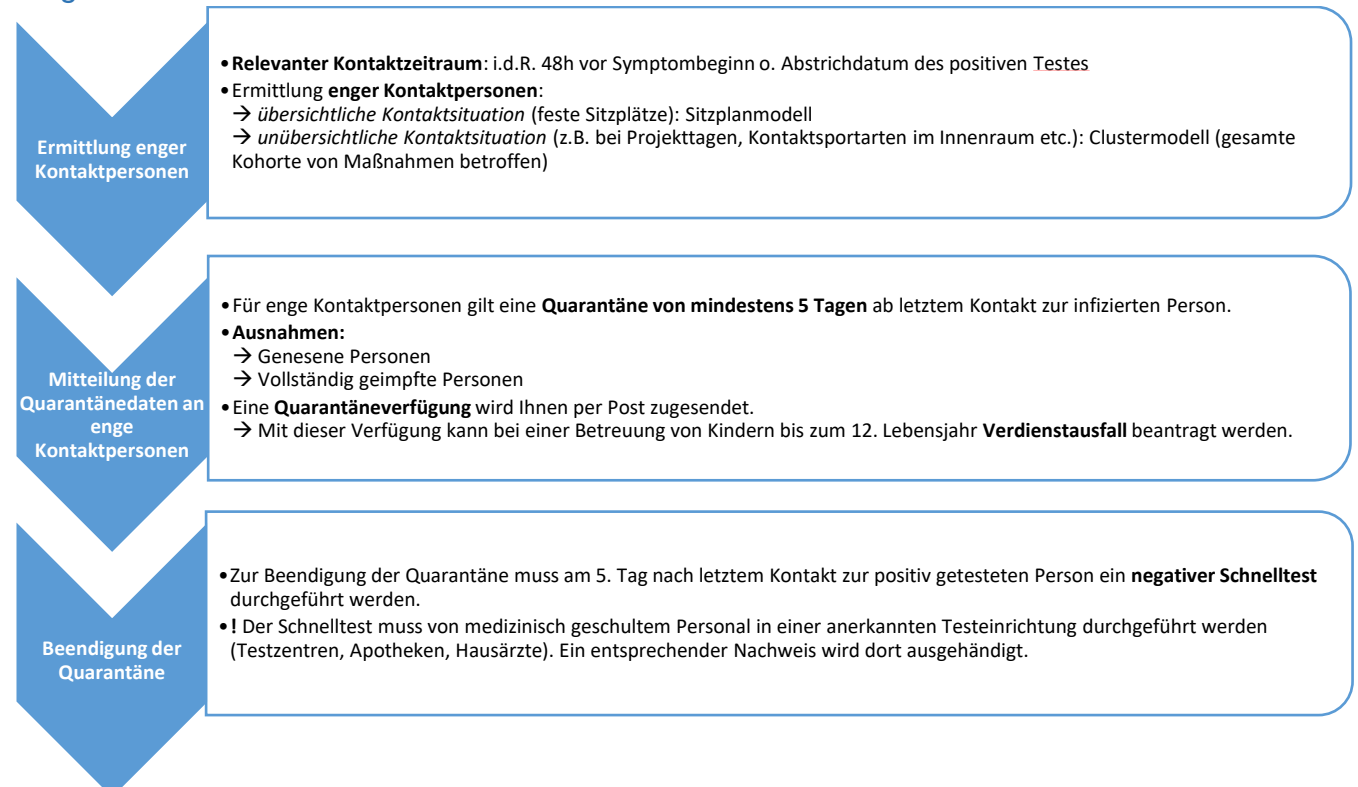 Ermittlung enger
Kontaktpersonen
•Relevanter Kontaktzeitraum: i.d.R. 48h vor Symptombeginn o. Abstrichdatum des positiven Testes
•Ermittlung enger Kontaktpersonen:
→ übersichtliche Kontaktsituation (feste Sitzplätze): Sitzplanmodell
→ unübersichtliche Kontaktsituation (z.B. bei Projekttagen, Kontaktsportarten im Innenraum etc.): Clustermodell (gesamte
Kohorte von Maßnahmen betroffen)
Mitteilung der
Quarantänedaten an
enge
Kontaktpersonen
•Für enge Kontaktpersonen gilt eine Quarantäne von mindestens 5 Tagen ab letztem Kontakt zur infizierten Person.
•Ausnahmen:
→ Genesene Personen
→ Vollständig geimpfte Personen
•Eine Quarantäneverfügung wird Ihnen per Post zugesendet.
→ Mit dieser Verfügung kann bei einer Betreuung von Kindern bis zum 12. Lebensjahr Verdienstausfall beantragt werden.
Beendigung der
Quarantäne
•Zur Beendigung der Quarantäne muss am 5. Tag nach letztem Kontakt zur positiv getesteten Person ein negativer Schnelltest
durchgeführt werden.
•! Der Schnelltest muss von medizinisch geschultem Personal in einer anerkannten Testeinrichtung durchgeführt werden
(Testzentren, Apotheken, Hausärzte). Ein entsprechender Nachweis wird dort ausgehändigt.